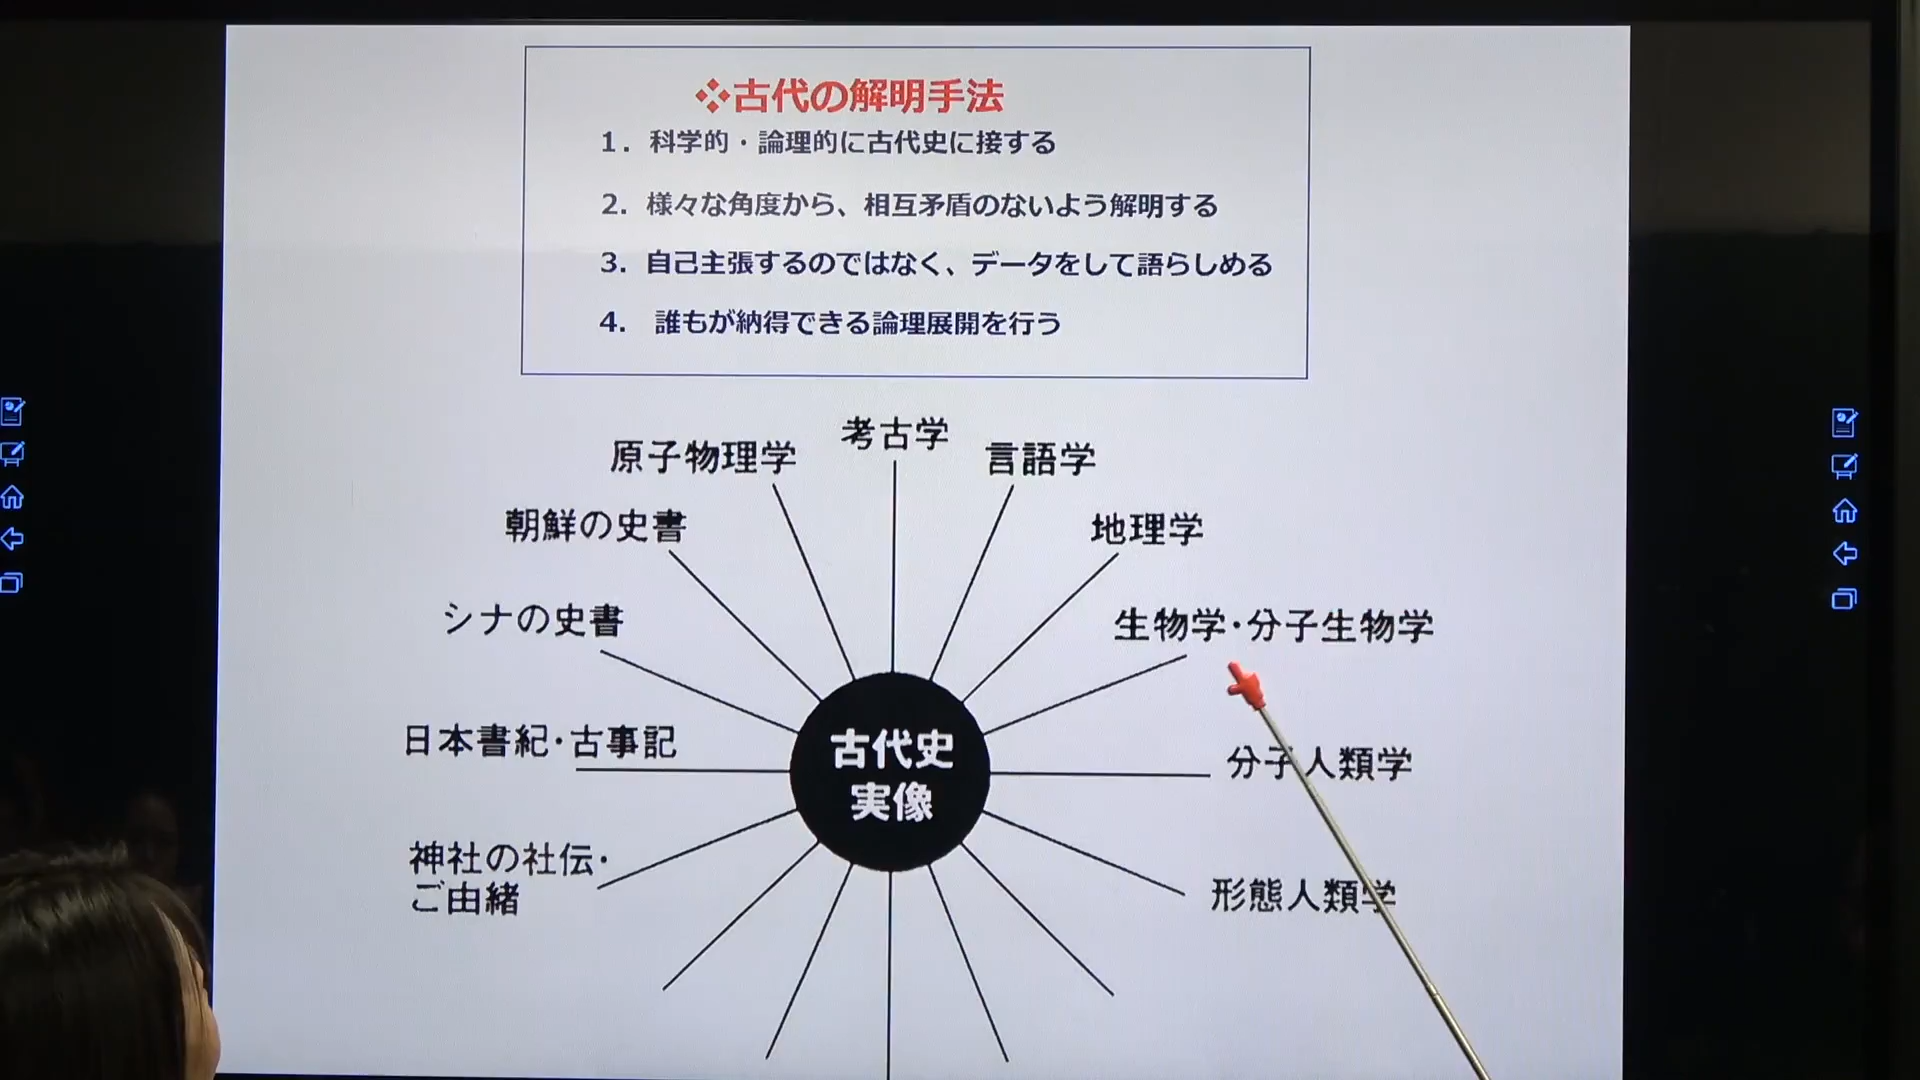 ❖古代の解明手法
1．科学的・論理的に古代史に接する
2．様々な角度から、相互矛盾のないよう解明する
3．自己主張するのではなく、データをして語らしめる
4．誰もが納得できる論理展開を行う
考古学
原子物理学
言語学
朝鮮の史書
地理学
シナの史書
生物学・分子生物学
日本書紀・古事記
古代史
実像
分子人類学
神社の社伝・
ご由緒
形態人類学